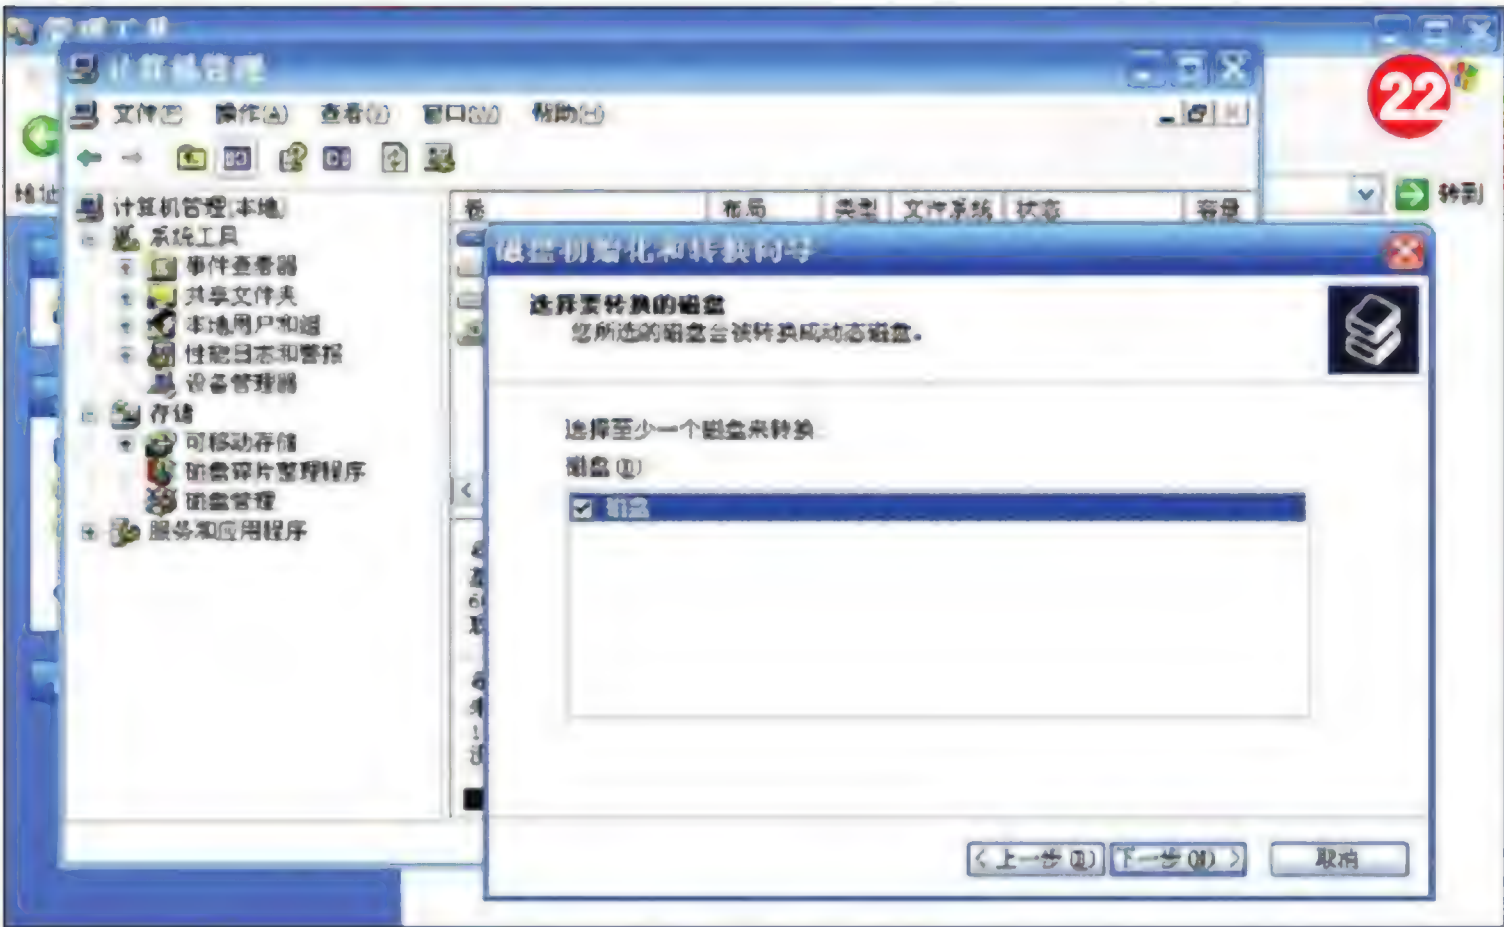 管理工具
22
计算机管理
文件(F) 操作(A) 查看(V) 窗口(W) 帮助(H)
地址
转到
计算机管理(本地)
系统工具
事件查看器
共享文件夹
本地用户和组
性能日志和警报
设备管理器
存储
可移动存储
磁盘碎片整理程序
磁盘管理
服务和应用程序
卷 布局 类型 文件系统 状态 容量
磁盘初始化和转换向导
选择要转换的磁盘
您所选的磁盘会被转换成动态磁盘。
选择至少一个磁盘来转换
磁盘(D)
磁盘
< 上一步(B) 下一步(N) > 取消